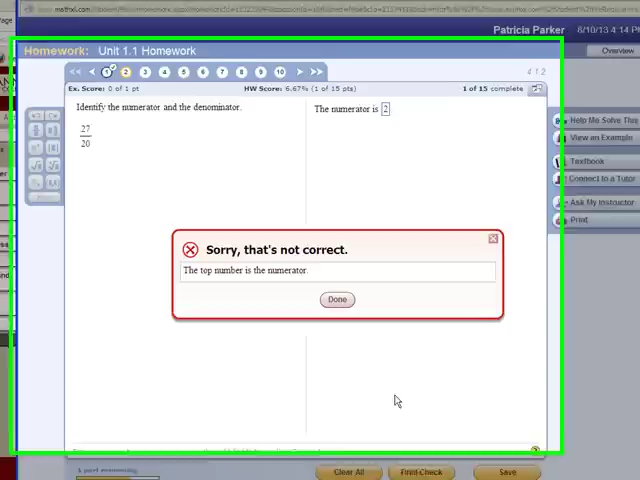 Patricia Parker
8/10/13 4:14 P
Homework: Unit 1.1 Homework
Overview
1 2 3 4 5 6 7 8 9 10
4.1.2
Ex. Score: 0 of 1 pt
HW Score: 6.67% (1 of 15 pts)
1 of 15 complete
Identify the numerator and the denominator.
27
20
The numerator is 2
Help Me Solve This
View an Example
Textbook
Connect to a Tutor
Ask My Instructor
Print
Sorry, that's not correct.
The top number is the numerator.
Done
Clear All
Final Check
Save